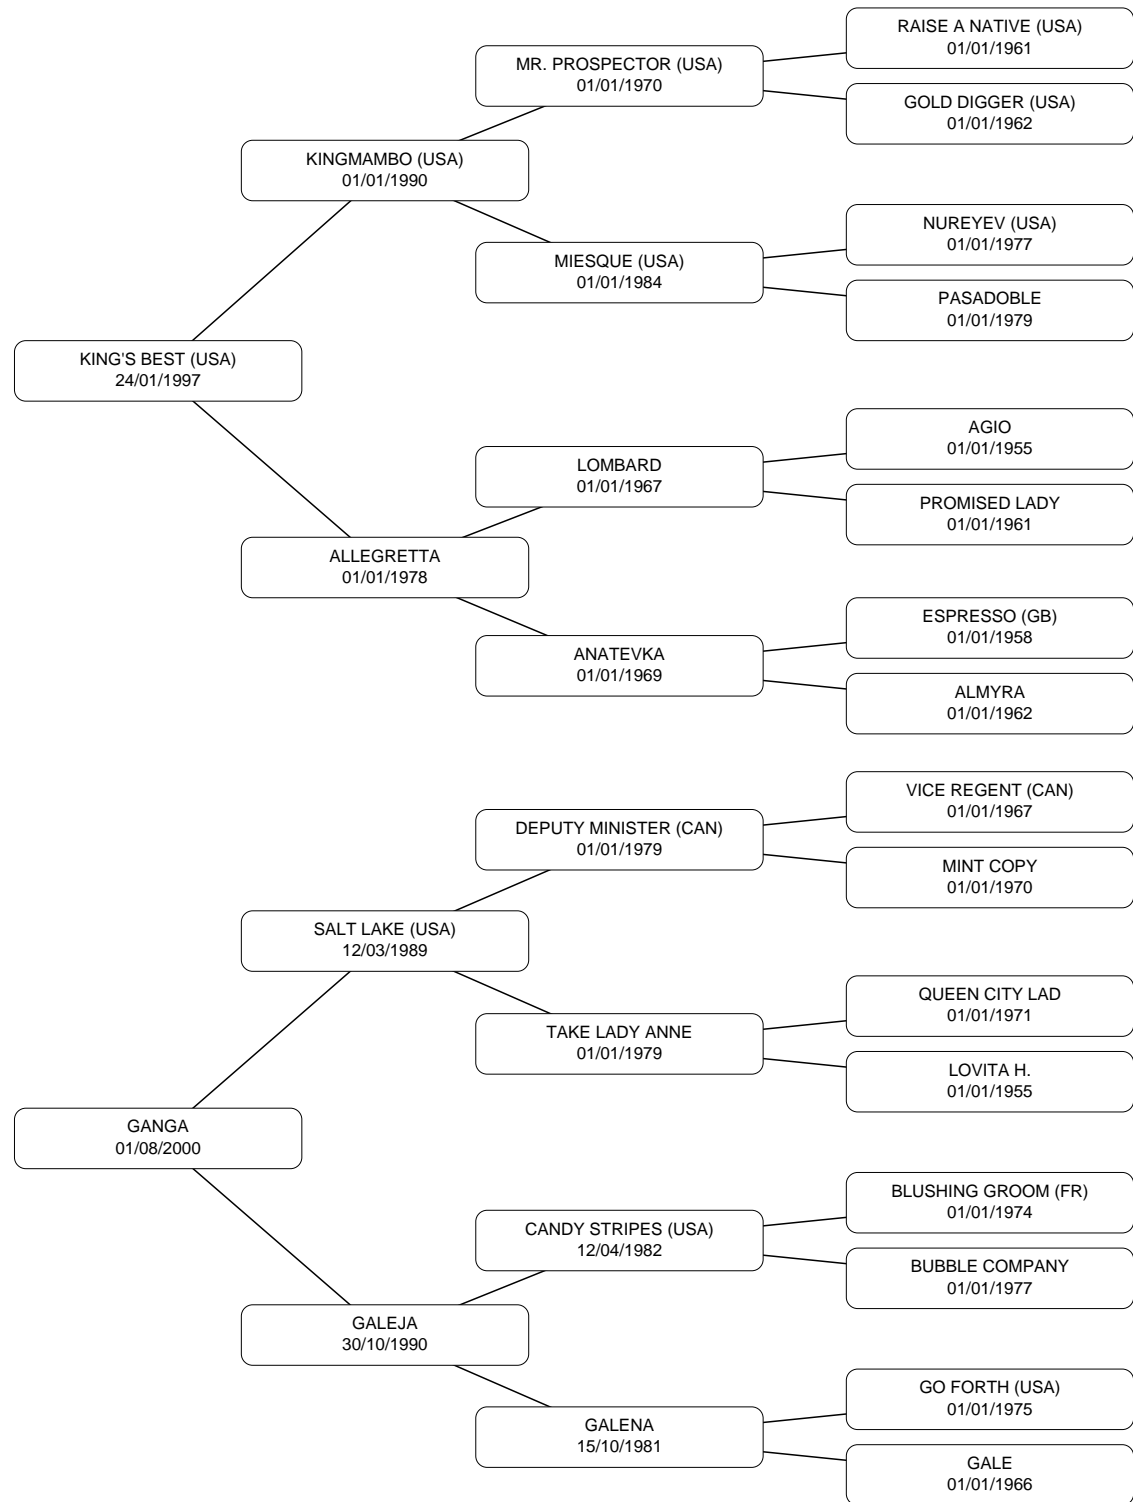 RAISE A NATIVE (USA)
01/01/1961
MR. PROSPECTOR (USA)
01/01/1970
GOLD DIGGER (USA)
01/01/1962
KINGMAMBO (USA)
01/01/1990
NUREYEV (USA)
01/01/1977
MIESQUE (USA)
01/01/1984
PASADOBLE
01/01/1979
KING'S BEST (USA)
24/01/1997
AGIO
01/01/1955
LOMBARD
01/01/1967
PROMISED LADY
01/01/1961
ALLEGRETTA
01/01/1978
ESPRESSO (GB)
01/01/1958
ANATEVKA
01/01/1969
ALMYRA
01/01/1962
VICE REGENT (CAN)
01/01/1967
DEPUTY MINISTER (CAN)
01/01/1979
MINT COPY
01/01/1970
SALT LAKE (USA)
12/03/1989
QUEEN CITY LAD
01/01/1971
TAKE LADY ANNE
01/01/1979
LOVITA H.
01/01/1955
GANGA
01/08/2000
BLUSHING GROOM (FR)
01/01/1974
CANDY STRIPES (USA)
12/04/1982
BUBBLE COMPANY
01/01/1977
GALEJA
30/10/1990
GO FORTH (USA)
01/01/1975
GALENA
15/10/1981
GALE
01/01/1966